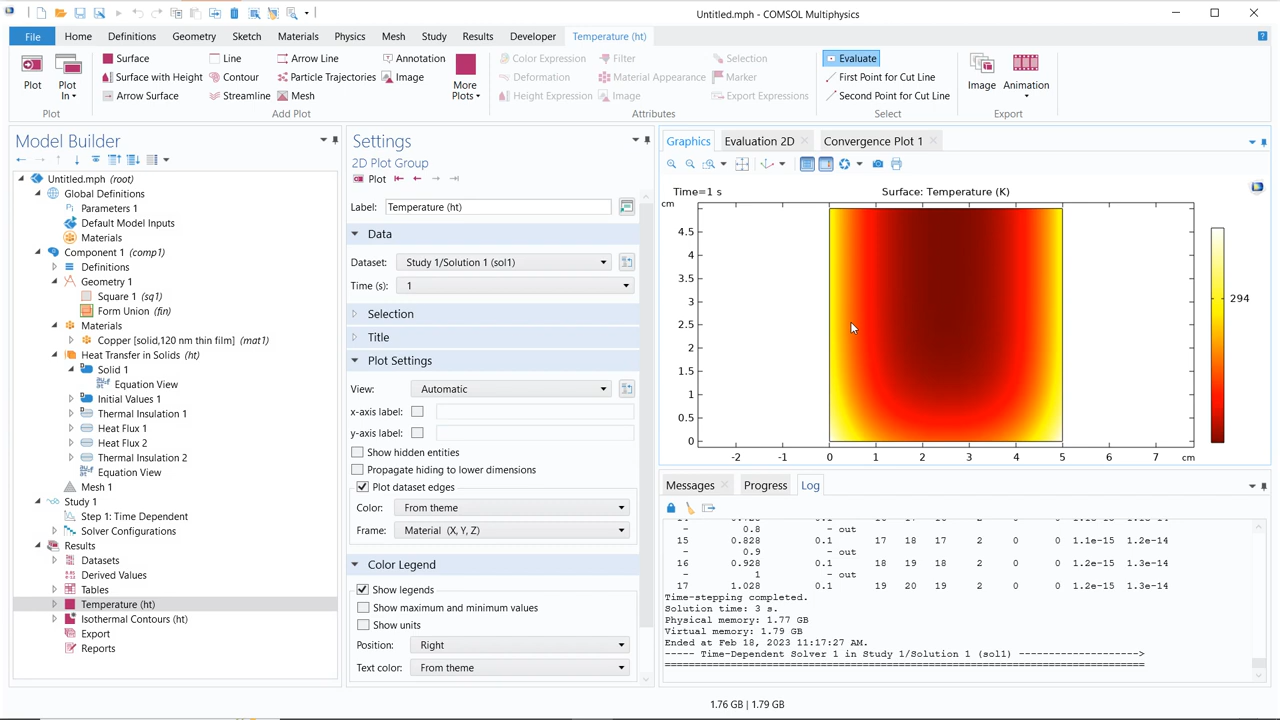 Untitled.mph - COMSOL Multiphysics
File Home Definitions Geometry Sketch Materials Physics Mesh Study Results Developer Temperature (ht)
Surface Line Arrow Line Annotation Color Expression Filter Selection Evaluate
Surface with Height Contour Particle Trajectories Image Deformation Material Appearance Marker First Point for Cut Line
Arrow Surface Streamline Mesh Height Expression Image Export Expressions Second Point for Cut Line
Plot Plot In More Plots Image Animation
Plot Add Plot Attributes Select Export
Model Builder
Untitled.mph (root)
Global Definitions
Parameters 1
Default Model Inputs
Materials
Component 1 (comp1)
Definitions
Geometry 1
Square 1 (sq1)
Form Union (fin)
Materials
Copper [solid,120 nm thin film] (mat1)
Heat Transfer in Solids (ht)
Solid 1
Equation View
Initial Values 1
Thermal Insulation 1
Heat Flux 1
Heat Flux 2
Thermal Insulation 2
Equation View
Mesh 1
Study 1
Step 1: Time Dependent
Solver Configurations
Results
Datasets
Derived Values
Tables
Temperature (ht)
Isothermal Contours (ht)
Export
Reports
Settings
2D Plot Group
Plot
Label: Temperature (ht)
Data
Dataset: Study 1/Solution 1 (sol1)
Time (s): 1
Selection
Title
Plot Settings
View: Automatic
x-axis label:
y-axis label:
Show hidden entities
Propagate hiding to lower dimensions
Plot dataset edges
Color: From theme
Frame: Material (X, Y, Z)
Color Legend
Show legends
Show maximum and minimum values
Show units
Position: Right
Text color: From theme
Graphics Evaluation 2D Convergence Plot 1
Time=1 s Surface: Temperature (K)
cm
4.5
4
3.5
3
2.5
2
1.5
1
0.5
0
-2 -1 0 1 2 3 4 5 6 7 cm
294
Messages Progress Log
- 0.8 - out
15 0.828 0.1 17 18 17 2 0 0 1.1e-15 1.2e-14
- 0.9 - out
16 0.928 0.1 18 19 18 2 0 0 1.2e-15 1.3e-14
- 1 - out
17 1.028 0.1 19 20 19 2 0 0 1.2e-15 1.3e-14
Time-stepping completed.
Solution time: 3 s.
Physical memory: 1.77 GB
Virtual memory: 1.79 GB
Ended at Feb 18, 2023 11:17:27 AM.
----- Time-Dependent Solver 1 in Study 1/Solution 1 (sol1) -------------------->
1.76 GB | 1.79 GB